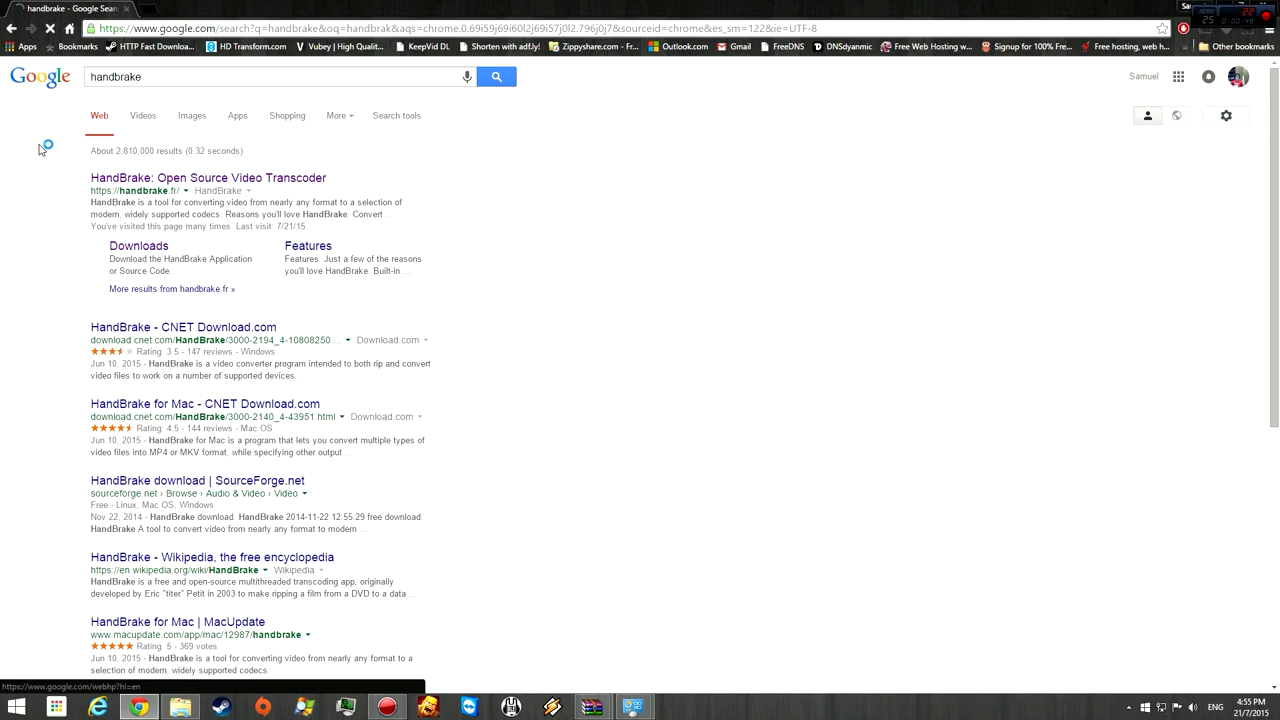 handbrake - Google Search
Sa
22
25
0:00:48
https://www.google.com/search?q=handbrake&oq=handbrak&aqs=chrome.0.69i59j69i60l2j69i57j0l2.796j0j7&sourceid=chrome&es_sm=122&ie=UTF-8
Apps Bookmarks HTTP Fast Downloa... HD Transform.com Vubey | High Qualit... KeepVid DL Shorten with adf.ly! Zippyshare.com - F... Outlook.com Gmail FreeDNS DNSdynamic Free Web Hosting w... Signup for 100% Fre... Free hosting, web h... Other bookmarks
Google handbrake Samuel
Web Videos Images Apps Shopping More Search tools
About 2,810,000 results (0.32 seconds)
HandBrake: Open Source Video Transcoder
https://handbrake.fr/ HandBrake
HandBrake is a tool for converting video from nearly any format to a selection of
modern, widely supported codecs. Reasons you'll love HandBrake: Convert ...
You've visited this page many times. Last visit: 7/21/15
Downloads
Download the HandBrake Application
or Source Code.
Features
Features. Just a few of the reasons
you'll love HandBrake. Built-in ...
More results from handbrake.fr »
HandBrake - CNET Download.com
download.cnet.com/HandBrake/3000-2194_4-10808250.... Download.com
Rating: 3.5 - 147 reviews - Windows
Jun 10, 2015 - HandBrake is a video converter program intended to both rip and convert
video files to work on a number of supported devices.
HandBrake for Mac - CNET Download.com
download.cnet.com/HandBrake/3000-2140_4-43951.html Download.com
Rating: 4.5 - 144 reviews - Mac OS
Jun 10, 2015 - HandBrake for Mac is a program that lets you convert multiple types of
video files into MP4 or MKV format, while specifying other output ...
HandBrake download | SourceForge.net
sourceforge.net › Browse › Audio & Video › Video
Free - Linux, Mac OS, Windows
Nov 22, 2014 - HandBrake download. HandBrake 2014-11-22 12:55:29 free download.
HandBrake A tool to convert video from nearly any format to modern ...
HandBrake - Wikipedia, the free encyclopedia
https://en.wikipedia.org/wiki/HandBrake Wikipedia
HandBrake is a free and open-source multithreaded transcoding app, originally
developed by Eric "titer" Petit in 2003 to make ripping a film from a DVD to a data ...
HandBrake for Mac | MacUpdate
www.macupdate.com/app/mac/12987/handbrake
Rating: 5 - 369 votes
Jun 10, 2015 - HandBrake is a tool for converting video from nearly any format to a
selection of modern, widely supported codecs.
https://www.google.com/webhp?hl=en
ENG
4:55 PM
21/7/2015